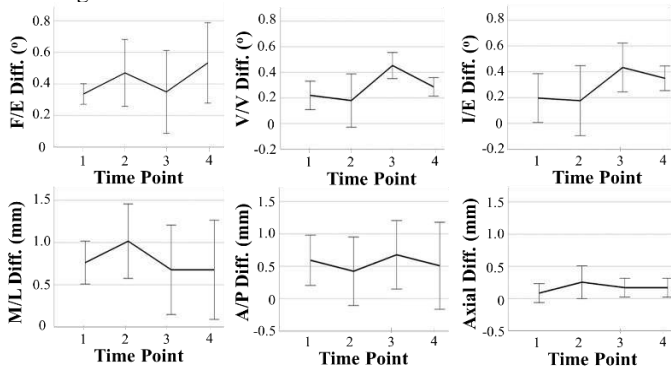 F/E Diff. (º)
0.8
0.6
0.4
0.2
0
1 2 3 4
Time Point
V/V Diff. (º)
0.8
0.6
0.4
0.2
0
-0.2
1 2 3 4
Time Point
I/E Diff. (º)
0.8
0.6
0.4
0.2
0
-0.2
1 2 3 4
Time Point
M/L Diff. (mm)
1.5
1.0
0.5
0
1 2 3 4
Time Point
A/P Diff. (mm)
1.5
1.0
0.5
0
-0.5
1 2 3 4
Time Point
Axial Diff. (mm)
1.5
1.0
0.5
0
-0.5
1 2 3 4
Time Point